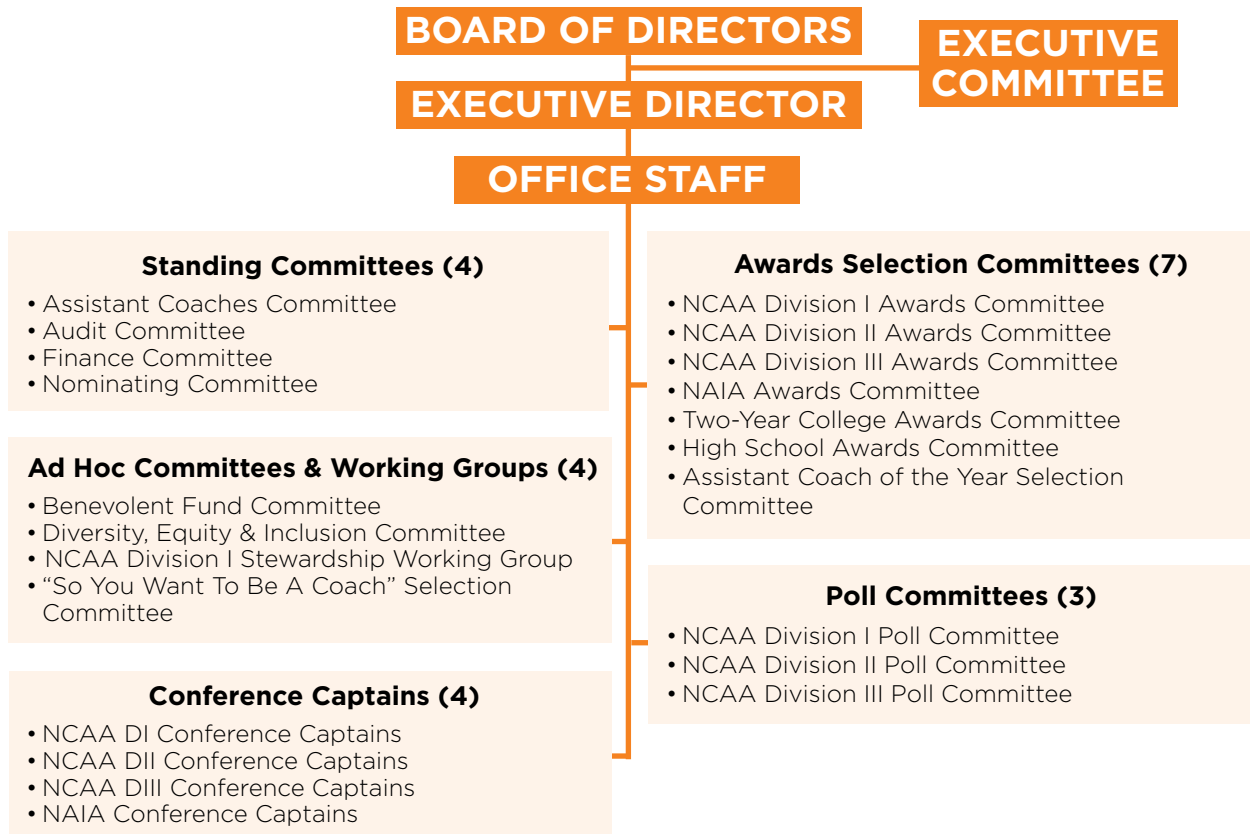 BOARD OF DIRECTORS
EXECUTIVE
COMMITTEE
EXECUTIVE DIRECTOR
OFFICE STAFF
Standing Committees (4)
• Assistant Coaches Committee
• Audit Committee
• Finance Committee
• Nominating Committee
Ad Hoc Committees & Working Groups (4)
• Benevolent Fund Committee
• Diversity, Equity & Inclusion Committee
• NCAA Division I Stewardship Working Group
• “So You Want To Be A Coach” Selection
Committee
Conference Captains (4)
• NCAA DI Conference Captains
• NCAA DII Conference Captains
• NCAA DIII Conference Captains
• NAIA Conference Captains
Awards Selection Committees (7)
• NCAA Division I Awards Committee
• NCAA Division II Awards Committee
• NCAA Division III Awards Committee
• NAIA Awards Committee
• Two-Year College Awards Committee
• High School Awards Committee
• Assistant Coach of the Year Selection
Committee
Poll Committees (3)
• NCAA Division I Poll Committee
• NCAA Division II Poll Committee
• NCAA Division III Poll Committee